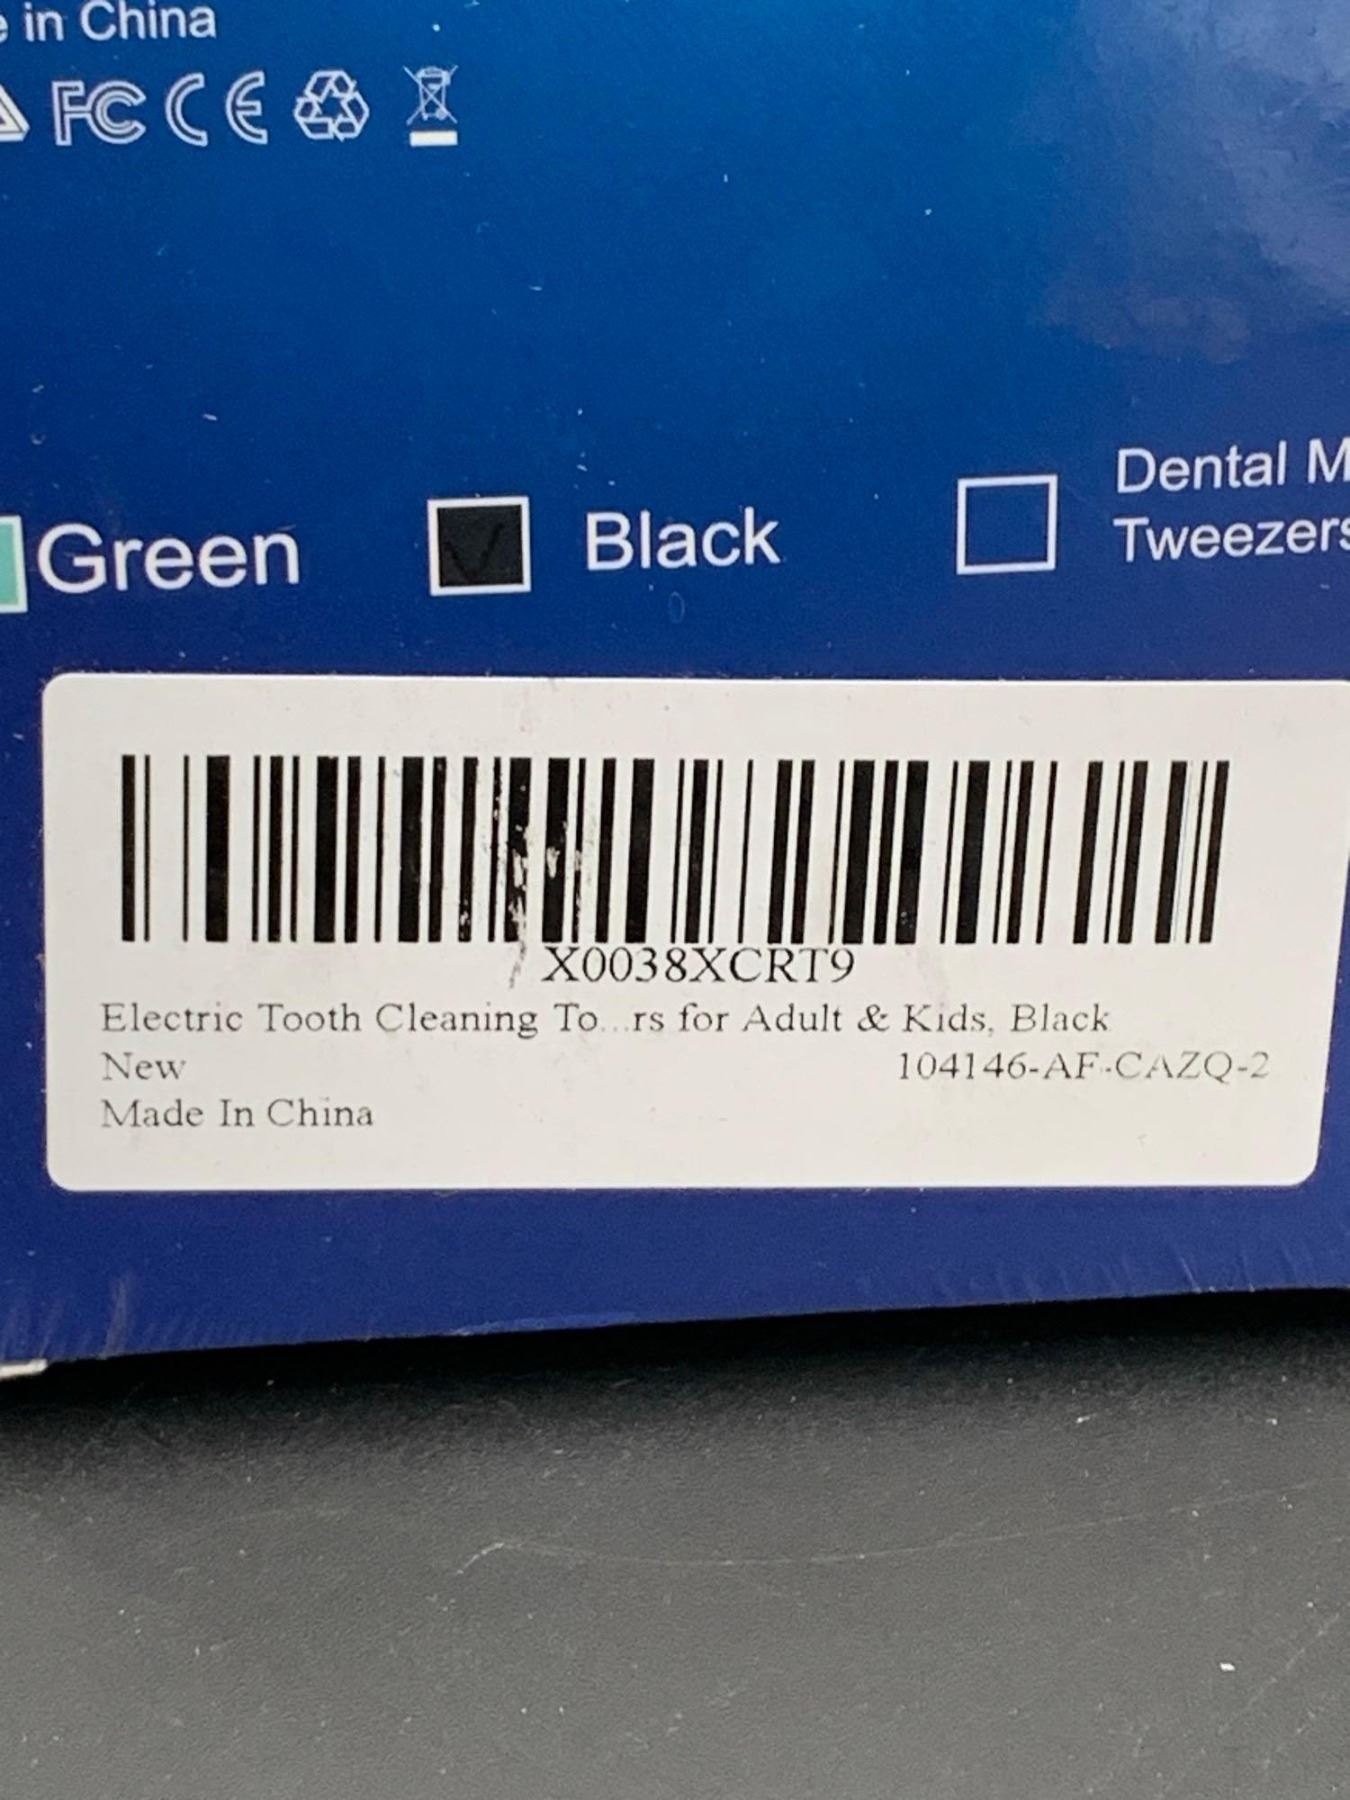 in China
FC CE
Green
Black
Dental
Tweezers
X0038XCRT9
Electric Tooth Cleaning To...rs for Adult & Kids, Black
New 104146-AF-CAZQ-2
Made In China